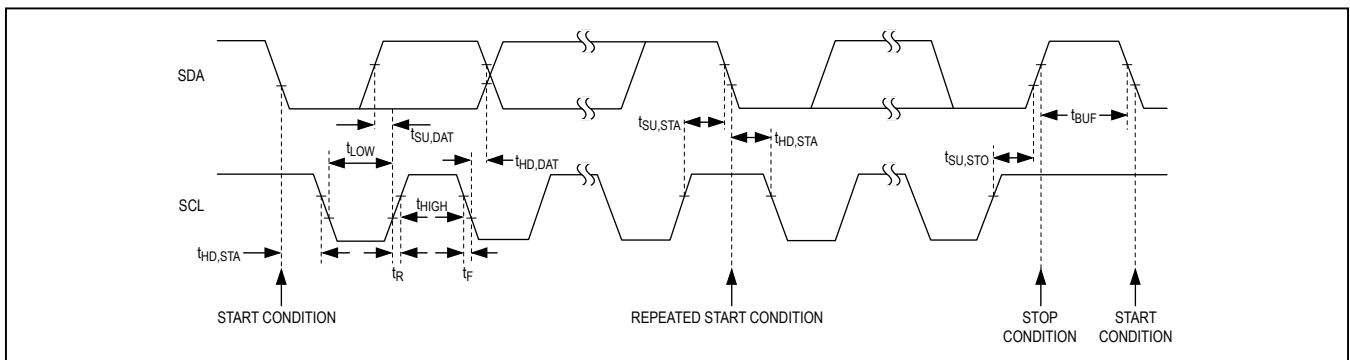 SDA
tSU,DAT
tLOW
tHD,DAT
tSU,STA
tHD,STA
tBUF
tSU,STO
SCL
tHIGH
tHD,STA
tR
tF
START CONDITION
REPEATED START CONDITION
STOP
CONDITION
START
CONDITION